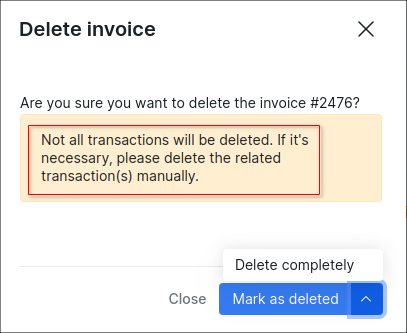 Delete invoice
Are you sure you want to delete the invoice #2476?
Not all transactions will be deleted. If it's
necessary, please delete the related
transaction(s) manually.
Delete completely
Close
Mark as deleted